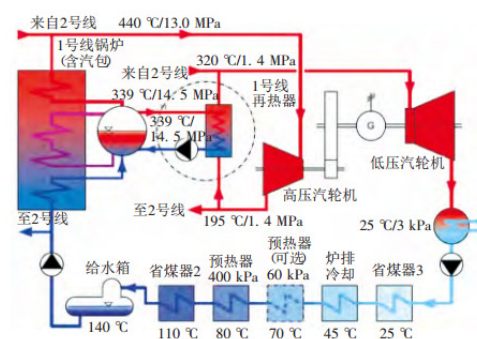 来自2号线
440 ℃/13.0 MPa
1号线锅炉
(含汽包)
来自2号线
320 ℃/1. 4 MPa
339 ℃/14. 5 MPa
1号线
再热器
339 ℃/
14. 5 MPa
G
低压汽轮机
高压汽轮机
至2号线
至2号线
195 ℃/1. 4 MPa
25 ℃/3 kPa
给水箱
省煤器2
预热器
400 kPa
预热器
(可选)
60 kPa
炉排
冷却
省煤器3
140 ℃
110 ℃
80 ℃
70 ℃
45 ℃
25 ℃